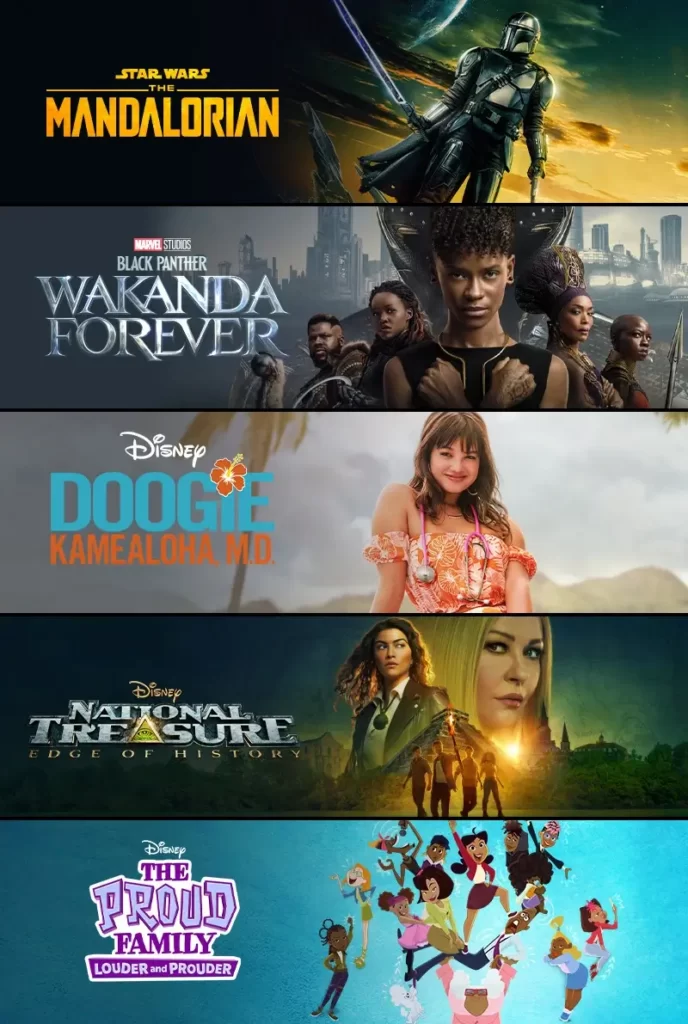 STAR WARS
THE
MANDALORIAN
MARVEL STUDIOS
BLACK PANTHER
WAKANDA
FOREVER
Disney
DOOGIE
KAMEALOHA, M.D.
Disney
NATIONAL
TREASURE
EDGE OF HISTORY
Disney
THE
PROUD
FAMILY
LOUDER and PROUDER